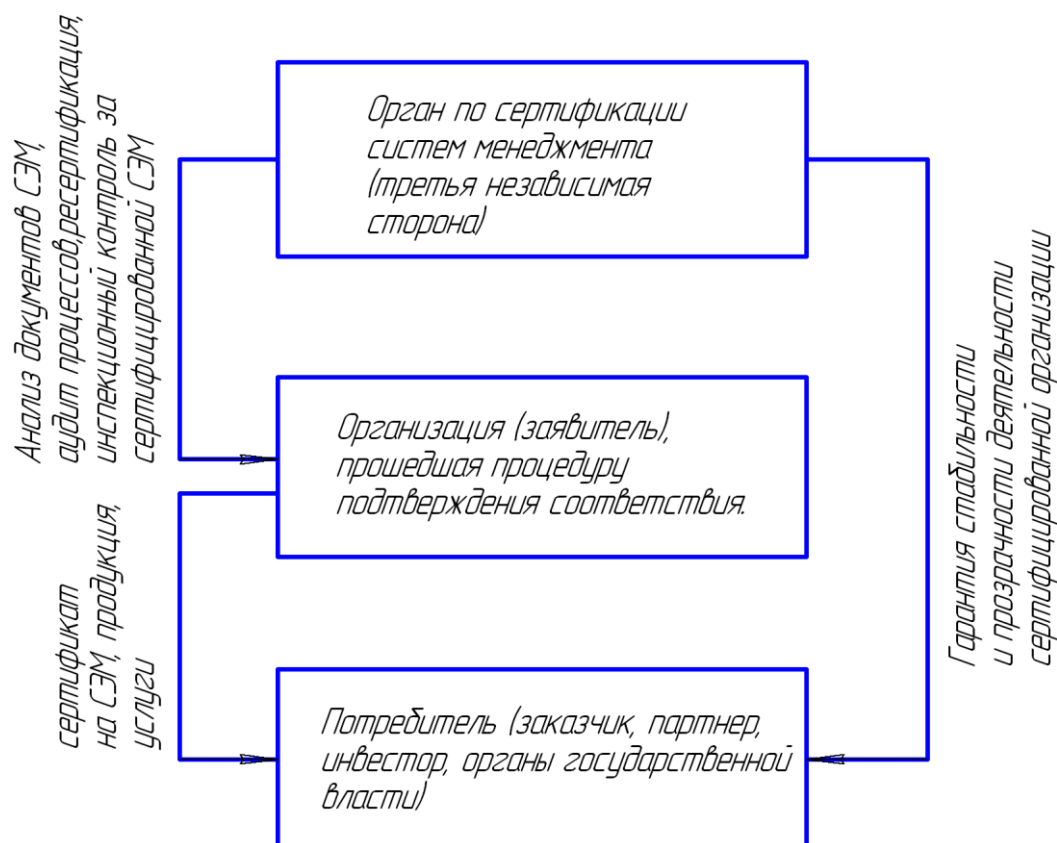 Орган по сертификации
систем менеджмента
(третья независимая
сторона)
Анализ документов СЭМ,
аудит процессов,ресертификация,
инспекционный контроль за
сертифицированной СЭМ
Организация (заявитель),
прошедшая процедуру
подтверждения соответствия.
Гарантия стабильности
и прозрачности деятельности
сертифицированной организации
сертификат
на СЭМ, продукция,
услуги
Потребитель (заказчик, партнер,
инвестор, органы государственной
власти)